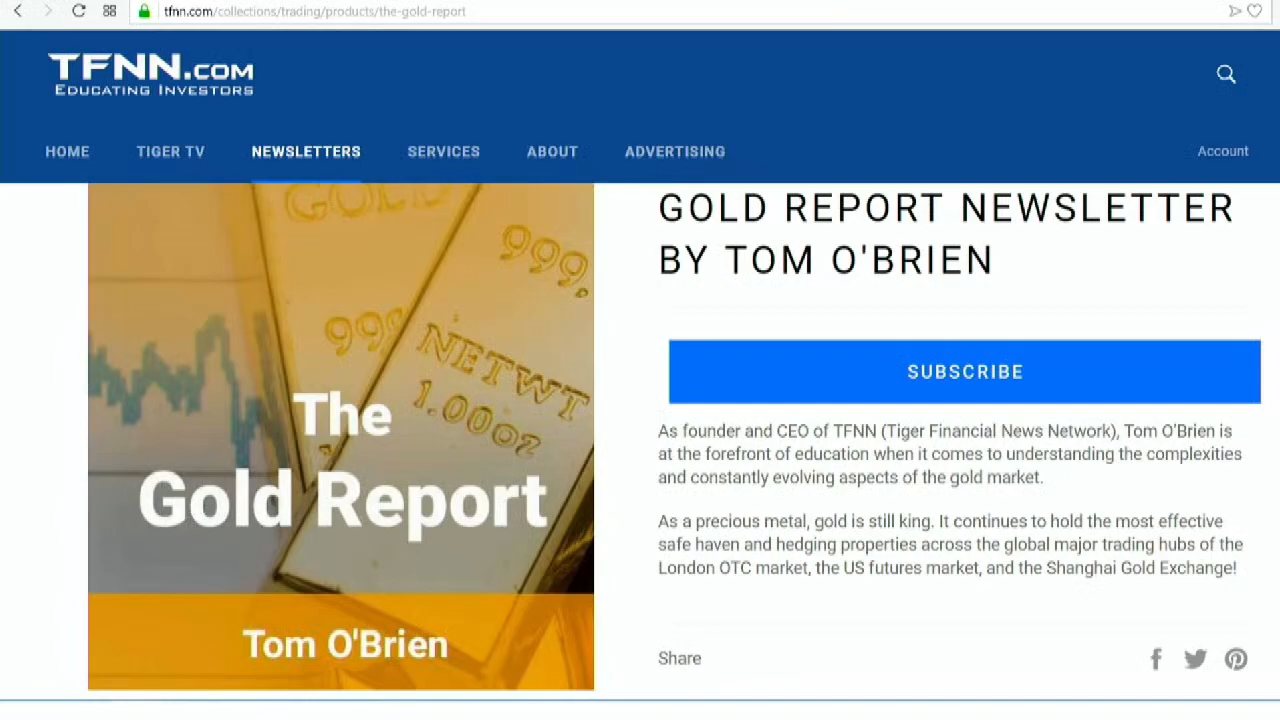 tfnn.com/collections/trading/products/the-gold-report
TFNN.COM
EDUCATING INVESTORS
HOME
TIGER TV
NEWSLETTERS
SERVICES
ABOUT
ADVERTISING
Account
GOLD
999.
999
NETWT
1.00oz
The
Gold Report
Tom O'Brien
GOLD REPORT NEWSLETTER
BY TOM O'BRIEN
SUBSCRIBE
As founder and CEO of TFNN (Tiger Financial News Network), Tom O'Brien is
at the forefront of education when it comes to understanding the complexities
and constantly evolving aspects of the gold market.
As a precious metal, gold is still king. It continues to hold the most effective
safe haven and hedging properties across the global major trading hubs of the
London OTC market, the US futures market, and the Shanghai Gold Exchange!
Share